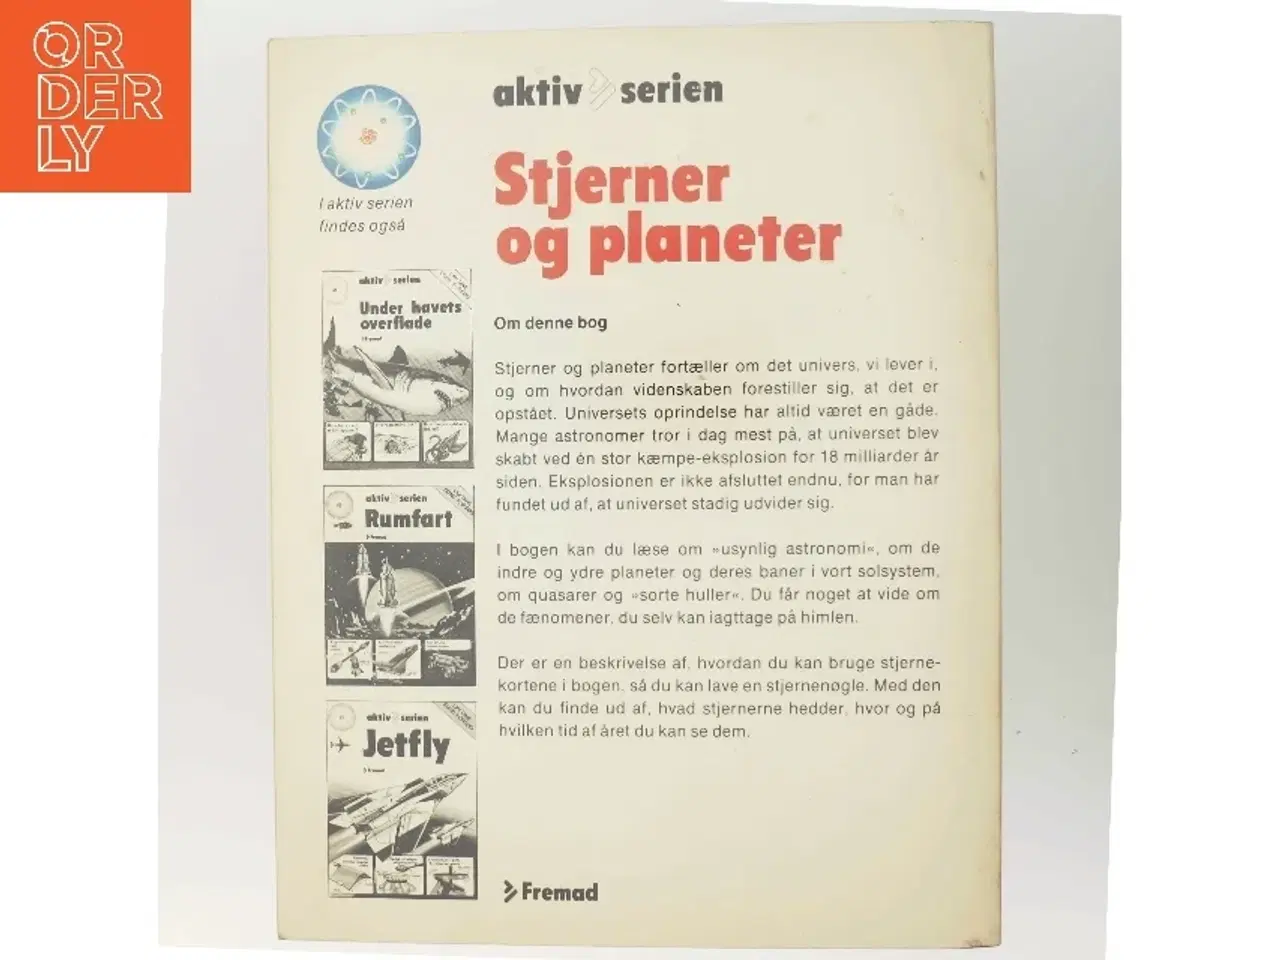 ORDERLY
aktiv serien
I aktiv serien
findes også
Stjerner
og planeter
aktiv serien
Under havets
overflade
Om denne bog
Stjerner og planeter fortæller om det univers, vi lever i,
og om hvordan videnskaben forestiller sig, at det er
opstået. Universets oprindelse har altid været en gåde.
Mange astronomer tror i dag mest på, at universet blev
skabt ved én stor kæmpe-eksplosion for 18 milliarder år
siden. Eksplosionen er ikke afsluttet endnu, for man har
fundet ud af, at universet stadig udvider sig.
I bogen kan du læse om »usynlig astronomi«, om de
indre og ydre planeter og deres baner i vort solsystem,
om quasarer og »sorte huller«. Du får noget at vide om
de fænomener, du selv kan iagttage på himlen.
Der er en beskrivelse af, hvordan du kan bruge stjerne-
kortene i bogen, så du kan lave en stjernenøgle. Med den
kan du finde ud af, hvad stjernerne hedder, hvor og på
hvilken tid af året du kan se dem.
aktiv serien
Rumfart
Fremad
aktiv serien
Jetfly
Fremad
Fremad